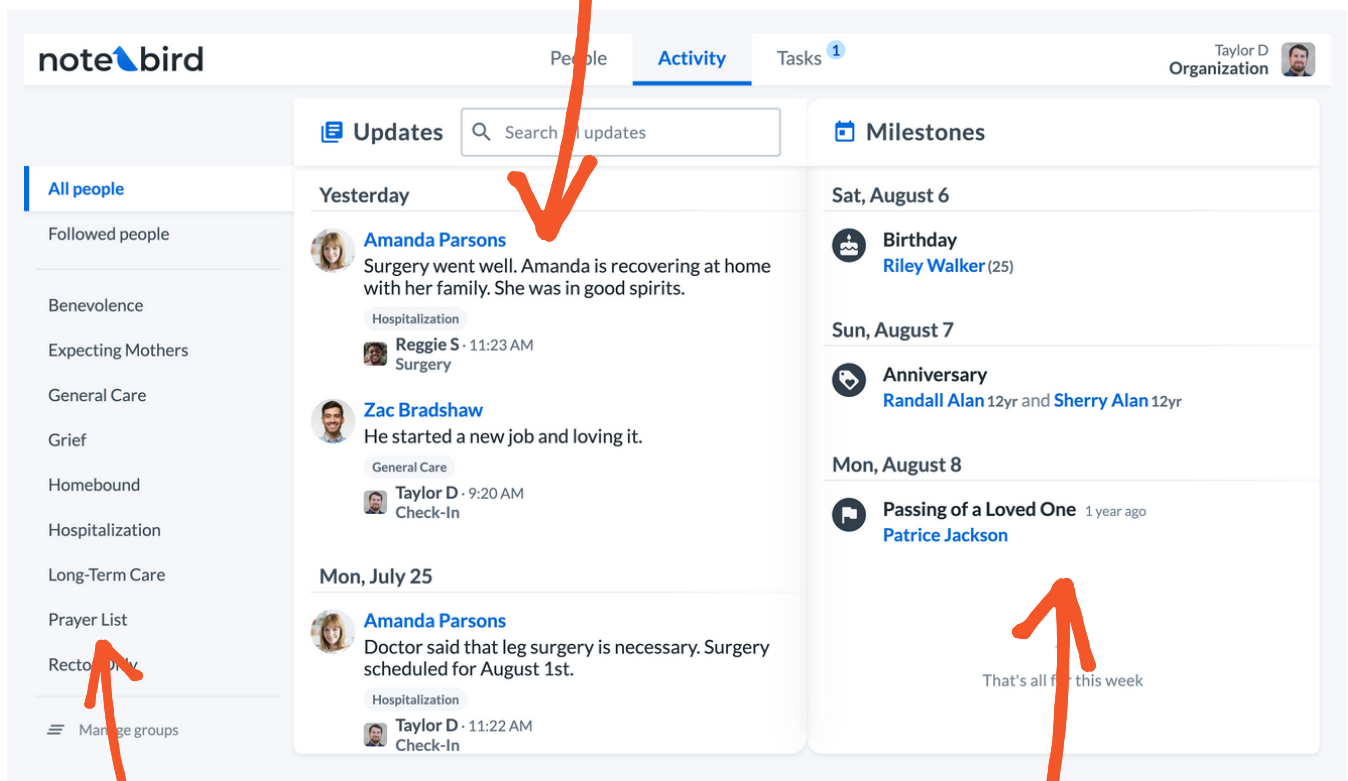 notebird
People
Activity
Tasks 1
Taylor D
Organization
All people
Followed people
Benevolence
Expecting Mothers
General Care
Grief
Homebound
Hospitalization
Long-Term Care
Prayer List
Rector Only
Manage groups
Updates
Search all updates
Yesterday
Amanda Parsons
Surgery went well. Amanda is recovering at home
with her family. She was in good spirits.
Hospitalization
Reggie S · 11:23 AM
Surgery
Zac Bradshaw
He started a new job and loving it.
General Care
Taylor D · 9:20 AM
Check-In
Mon, July 25
Amanda Parsons
Doctor said that leg surgery is necessary. Surgery
scheduled for August 1st.
Hospitalization
Taylor D · 11:22 AM
Check-In
Milestones
Sat, August 6
Birthday
Riley Walker (25)
Sun, August 7
Anniversary
Randall Alan 12yr and Sherry Alan 12yr
Mon, August 8
Passing of a Loved One 1 year ago
Patrice Jackson
That's all for this week